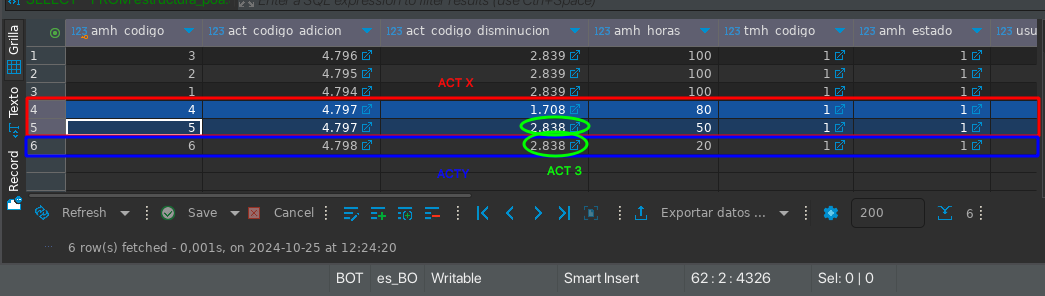 SELECT * FROM estructura_poa. Enter a SQL expression to filter results (use Ctrl+Space)
Grilla
Texto
Record
123 amh_codigo 123 act_codigo_adicion 123 act_codigo_disminucion 123 amh_horas 123 tmh_codigo 123 amh_estado 123 usu
1 3 4.796 2.839 100 1 1
2 2 4.795 2.839 100 1 1
ACT X
3 1 4.794 2.839 100 1 1
4 4 4.797 1.708 80 1 1
5 5 4.797 2.838 50 1 1
6 6 4.798 2.838 20 1 1
ACTY
ACT 3
Refresh Save Cancel Exportar datos ... 200 6
6 row(s) fetched - 0,001s, on 2024-10-25 at 12:24:20
BOT es_BO Writable Smart Insert 62 : 2 : 4326 Sel: 0 | 0